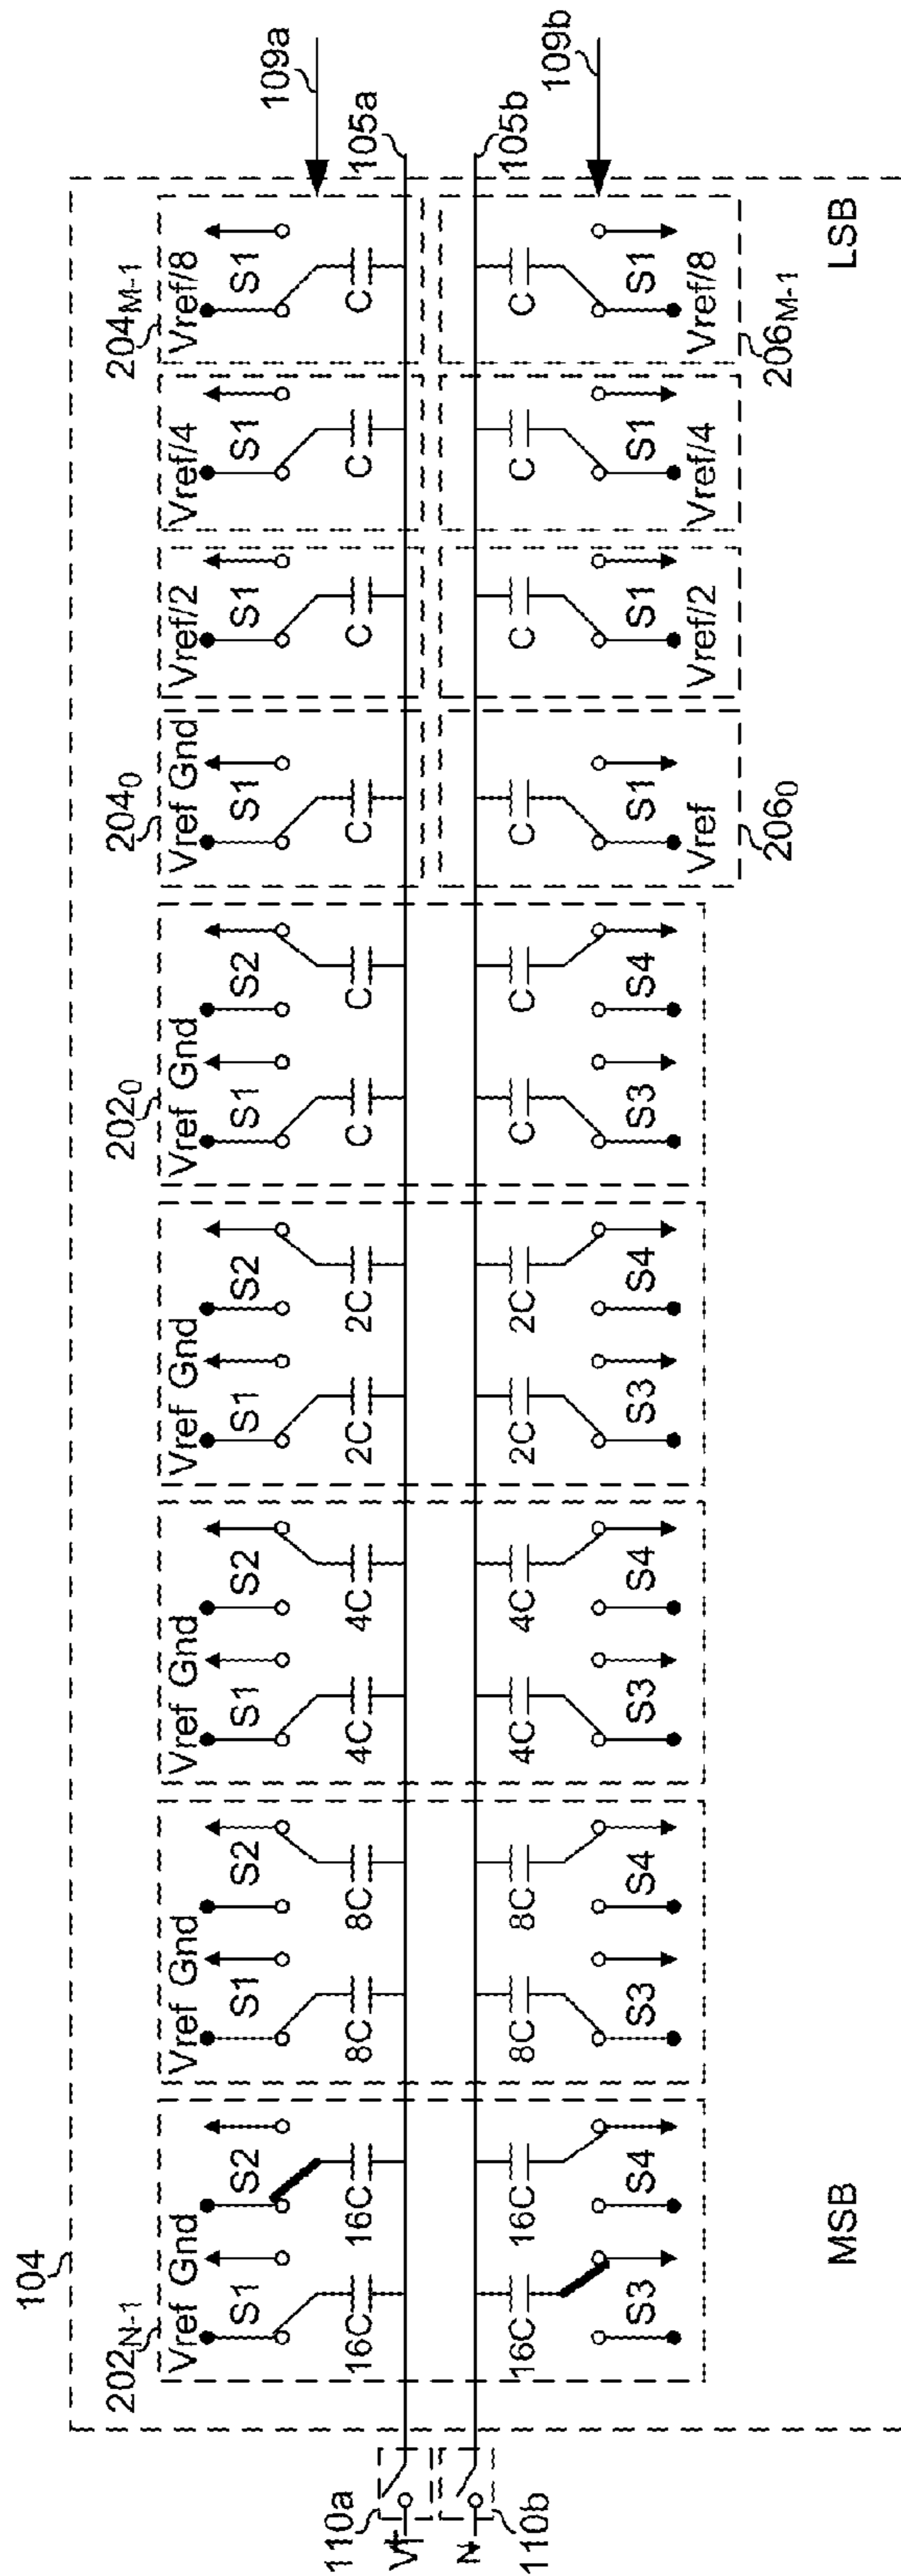 104
202N-1 2020 2040 204M-1
Vref Gnd Vref Gnd Vref Gnd Vref Gnd Vref Gnd Vref Gnd Vref/2 Vref/4 Vref/8
S1 S2 S1 S2 S1 S2 S1 S2 S1 S2 S1 S1 S1 S1
109a
16C 16C 8C 8C 4C 4C 2C 2C C C C C C C
110a
105a
105b
N
110b
16C 16C 8C 8C 4C 4C 2C 2C C C C C C C
109b
S3 S4 S3 S4 S3 S4 S3 S4 S3 S4 S1 S1 S1 S1
Vref Vref/2 Vref/4 Vref/8
2060 206M-1
MSB LSB